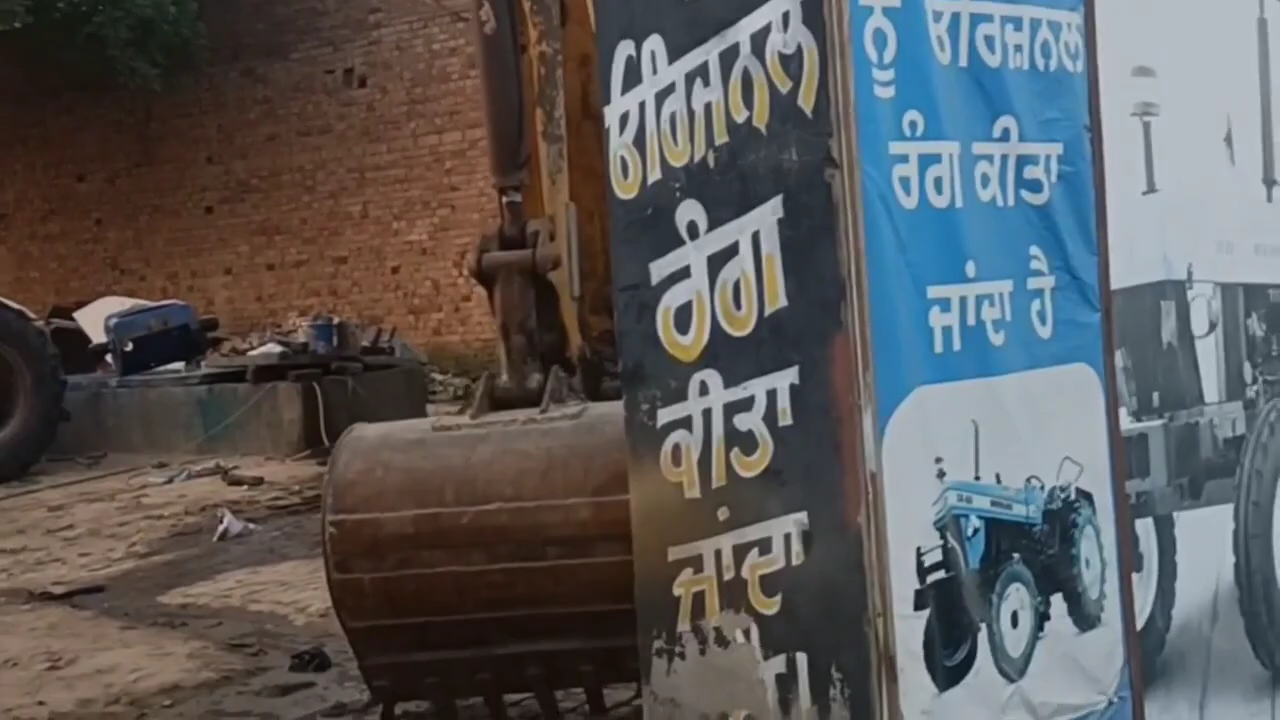 ਓਰਿਜ਼ਨਲ
ਰੰਗ
ਕੀਤਾ
ਜਾਂਦਾ
ਨੂੰ ਓਰਿਜ਼ਨਲ
ਰੰਗ ਕੀਤਾ
ਜਾਂਦਾ ਹੈ